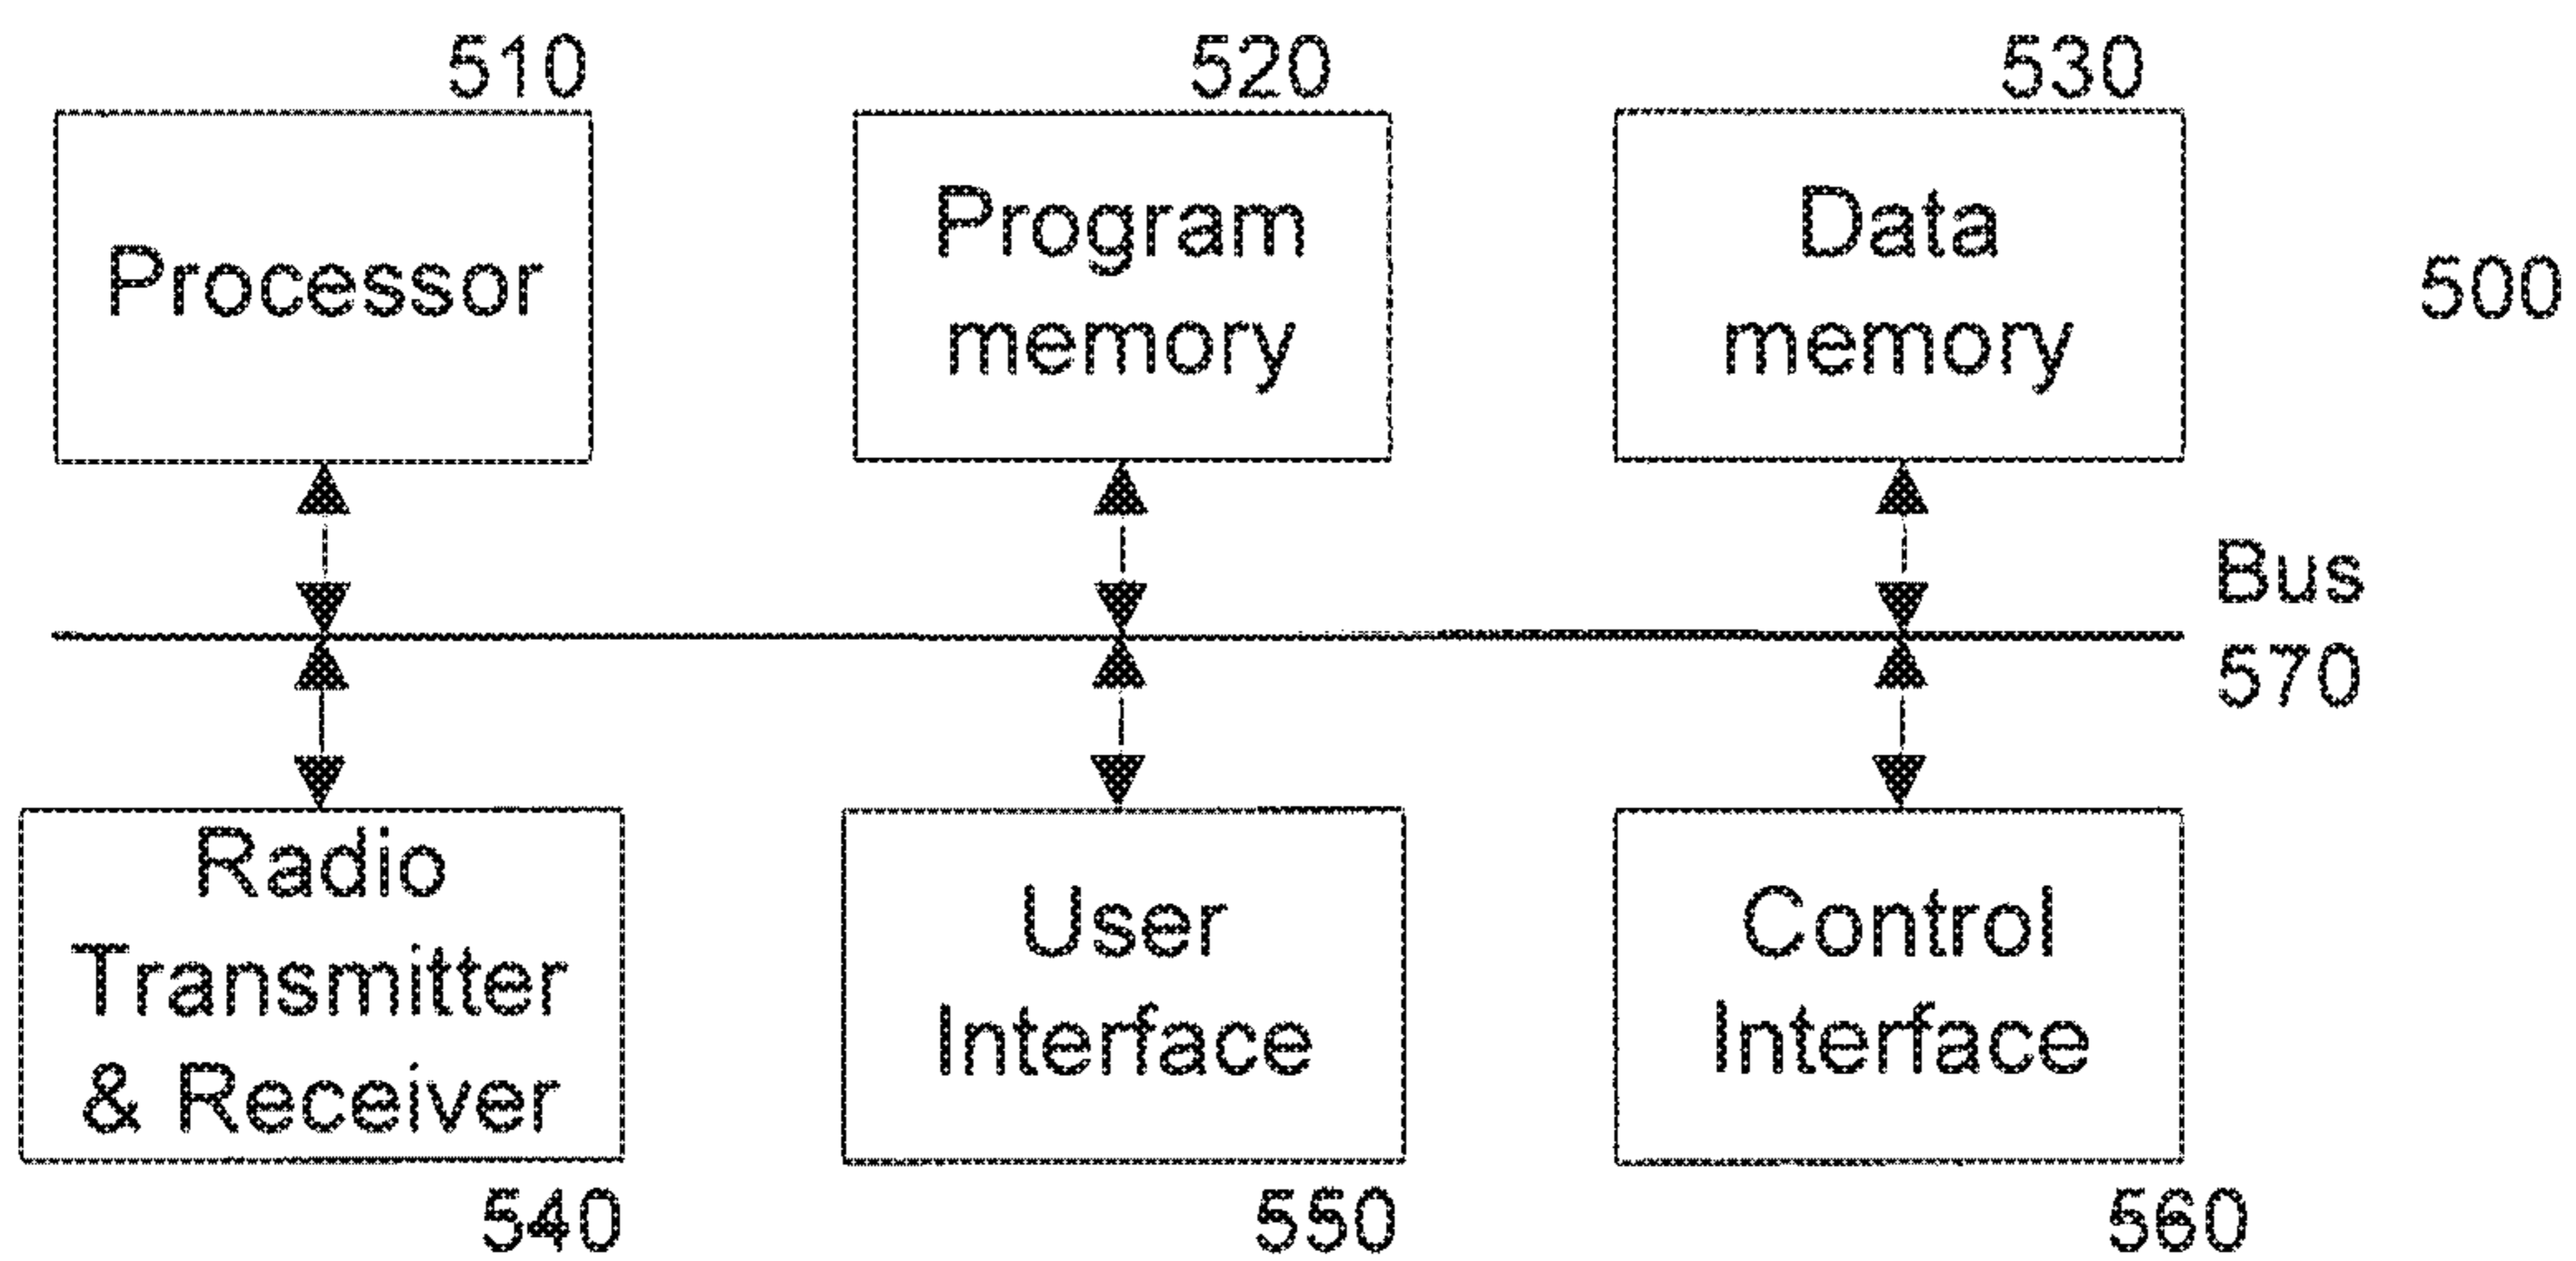 510
520
530
Processor
Program
memory
Data
memory
500
Bus
570
Radio
Transmitter
& Receiver
User
Interface
Control
Interface
540
550
560